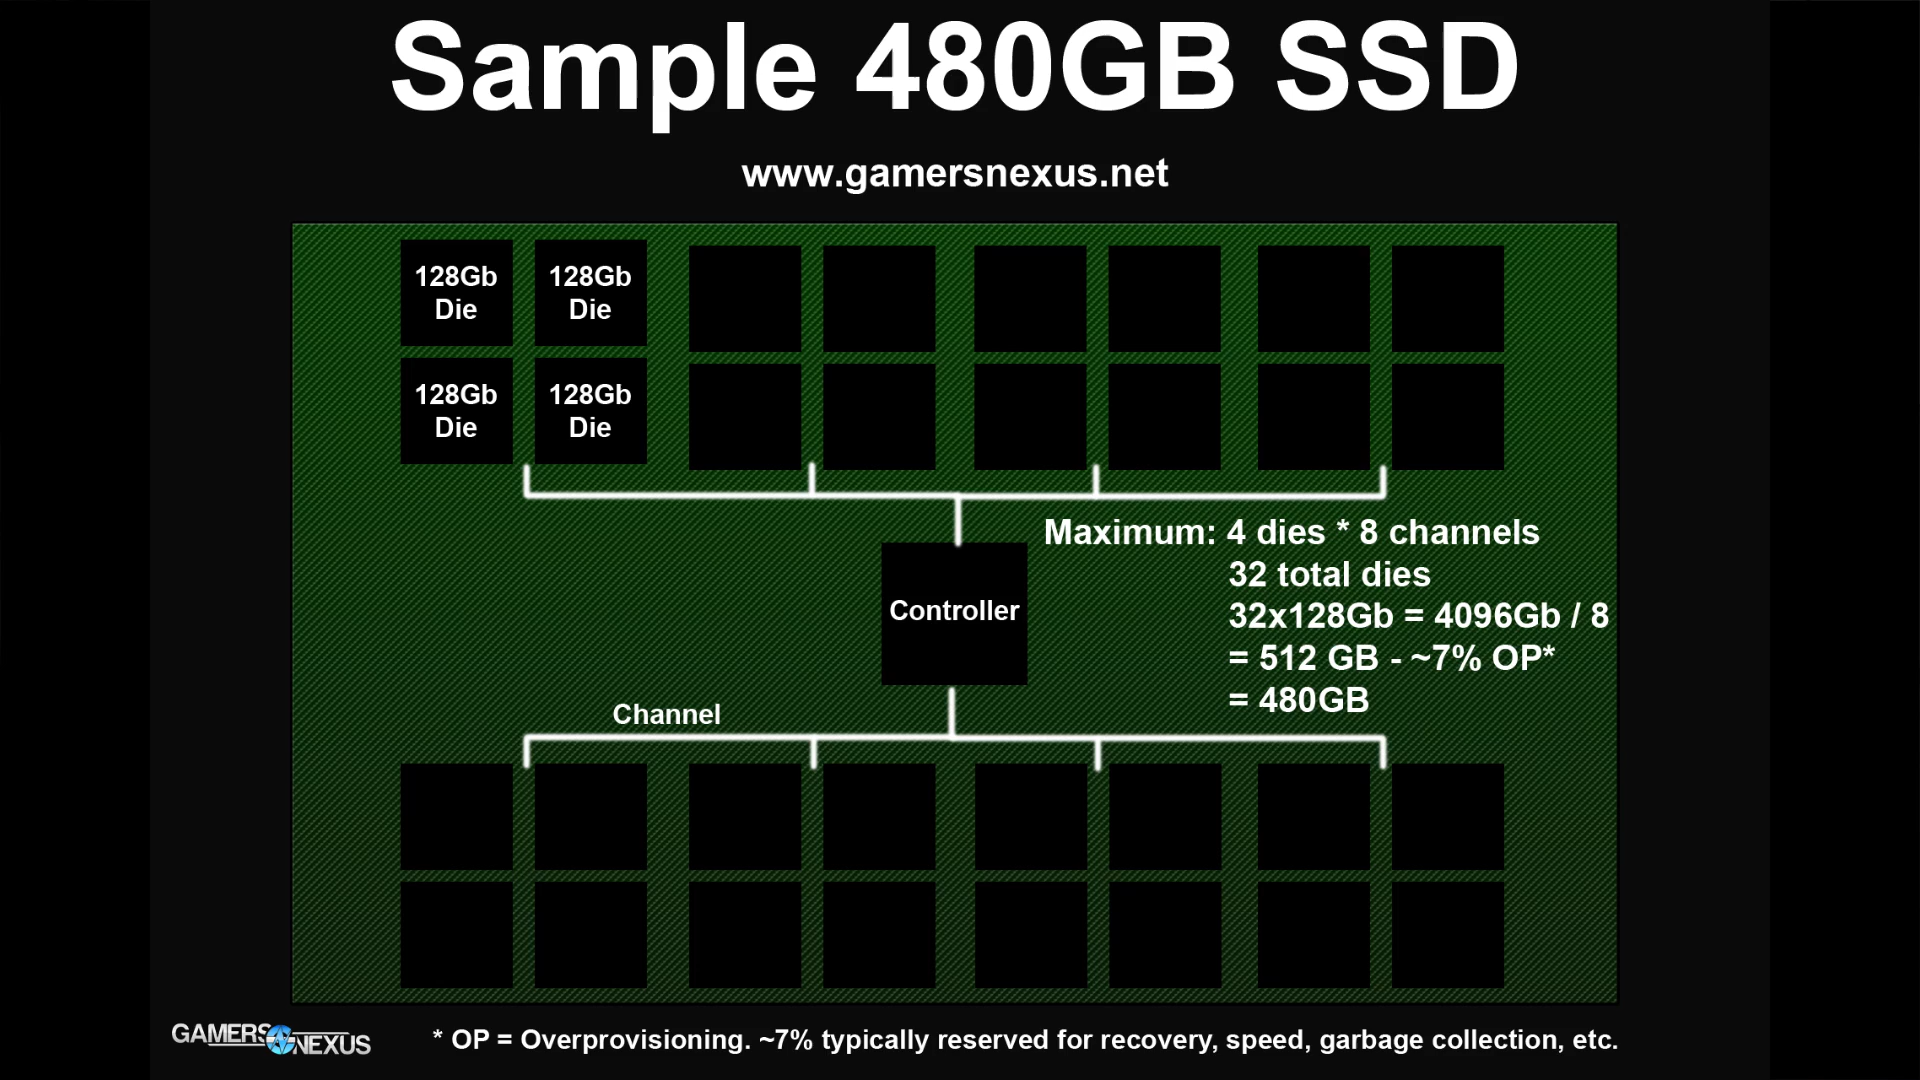 Sample 480GB SSD
www.gamersnexus.net
128Gb Die
128Gb Die
128Gb Die
128Gb Die
Maximum: 4 dies * 8 channels
32 total dies
32x128Gb = 4096Gb / 8
= 512 GB - ~7% OP*
= 480GB
Controller
Channel
GAMERS NEXUS
* OP = Overprovisioning. ~7% typically reserved for recovery, speed, garbage collection, etc.